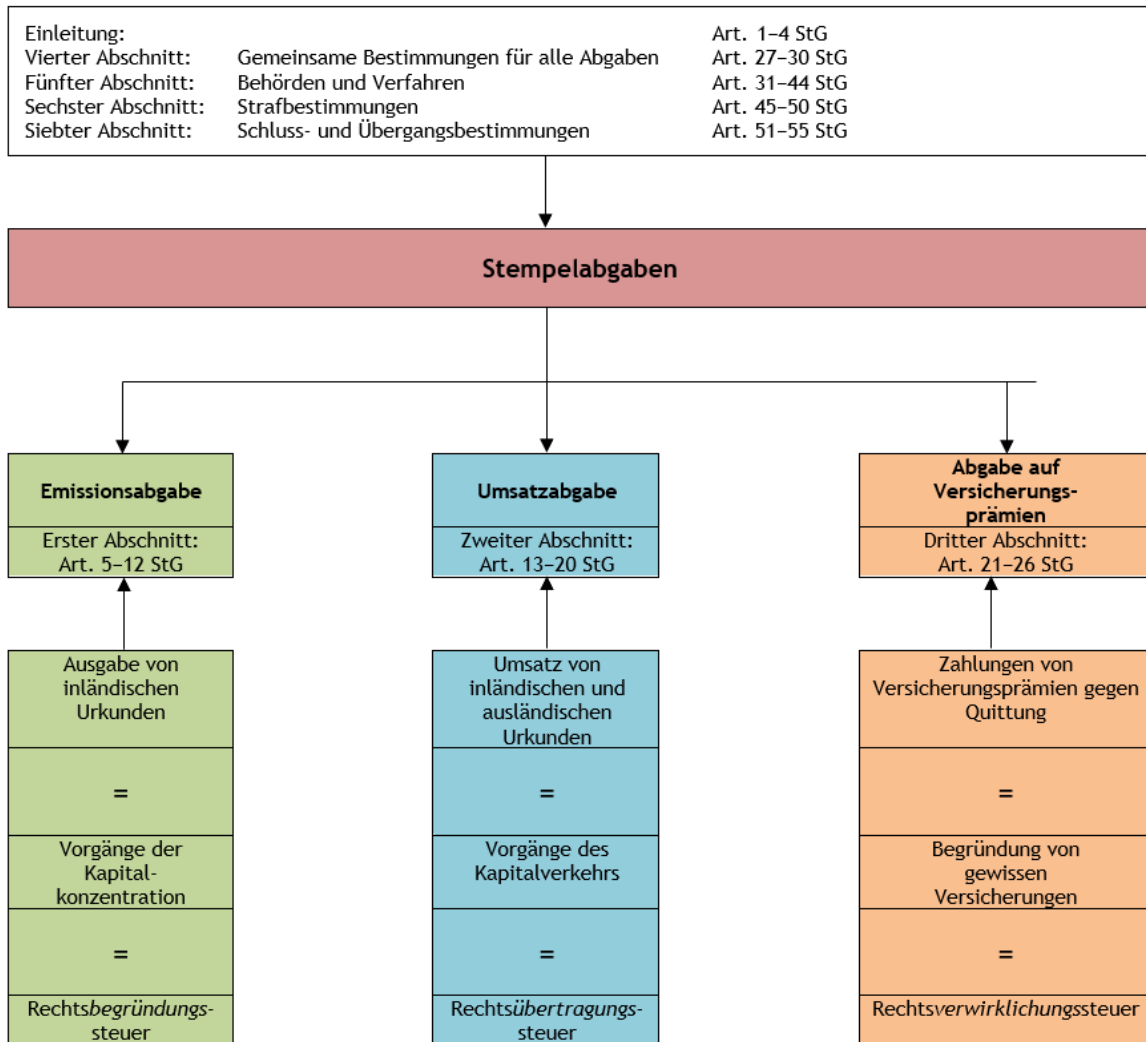 Einleitung: Art. 1–4 StG
Vierter Abschnitt: Gemeinsame Bestimmungen für alle Abgaben Art. 27–30 StG
Fünfter Abschnitt: Behörden und Verfahren Art. 31–44 StG
Sechster Abschnitt: Strafbestimmungen Art. 45–50 StG
Siebter Abschnitt: Schluss- und Übergangsbestimmungen Art. 51–55 StG
Stempelabgaben
Emissionsabgabe
Erster Abschnitt:
Art. 5–12 StG
Ausgabe von
inländischen
Urkunden
=
Vorgänge der
Kapital-
konzentration
=
Rechtsbegründungs-
steuer
Umsatzabgabe
Zweiter Abschnitt:
Art. 13–20 StG
Umsatz von
inländischen und
ausländischen
Urkunden
=
Vorgänge des
Kapitalverkehrs
=
Rechtsübertragungs-
steuer
Abgabe auf
Versicherungs-
prämien
Dritter Abschnitt:
Art. 21–26 StG
Zahlungen von
Versicherungsprämien gegen
Quittung
=
Begründung von
gewissen
Versicherungen
=
Rechtsverwirklichungssteuer